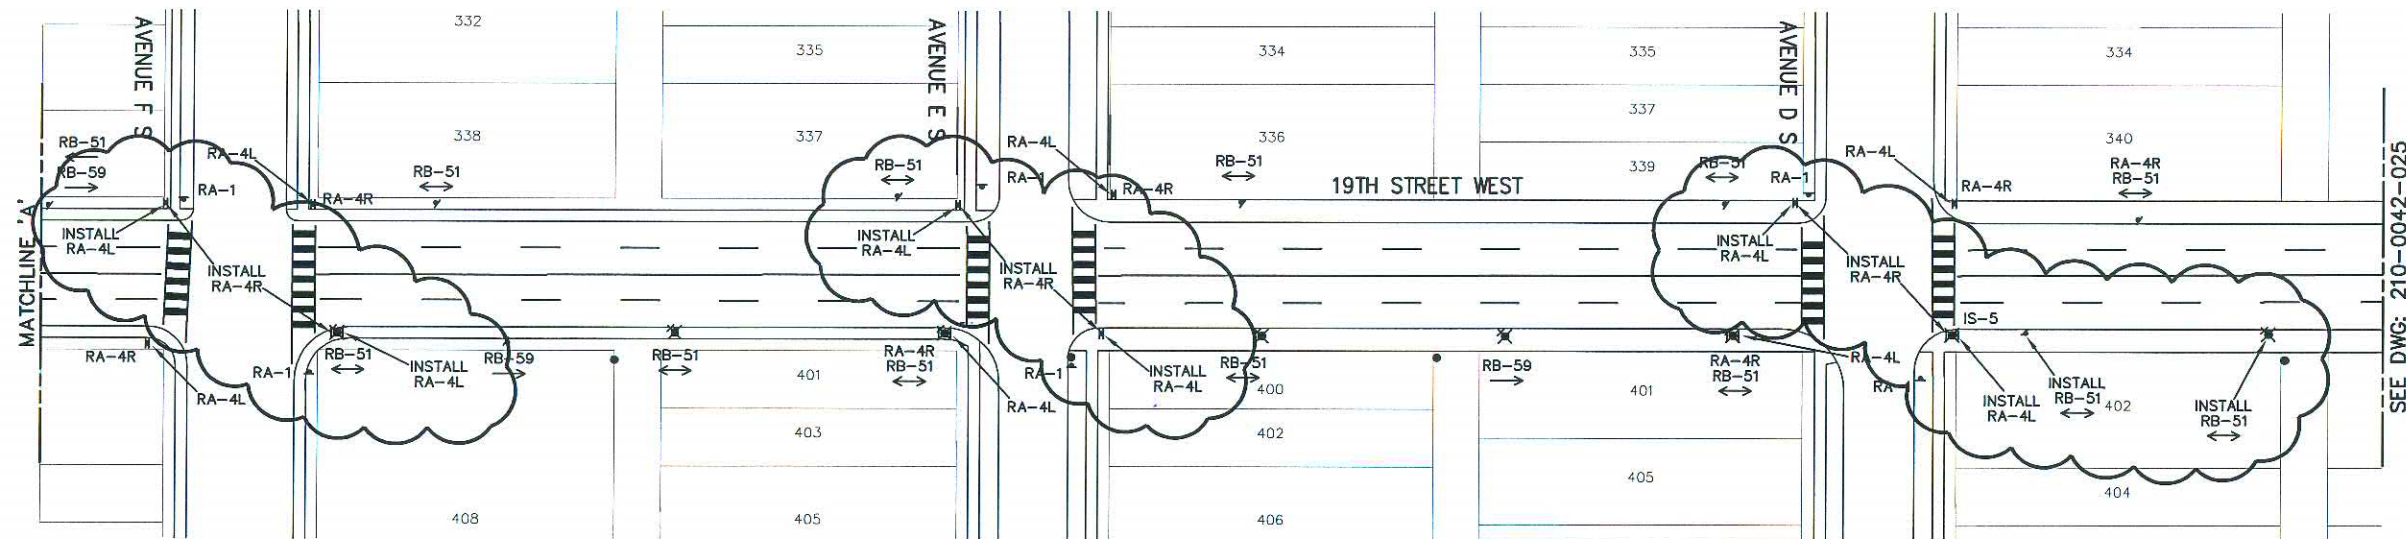 AVENUE F S
332
335
AVENUE E S
334
335
AVENUE D S
334
337
338
337
336
339
340
RB-51
RB-59
RA-1
RA-4L
RA-4R
RB-51
RB-51
RA-4L
RA-1
RA-4R
RB-51
19TH STREET WEST
RB-51
RA-1
RA-4L
RA-4R
RA-4R
RB-51
MATCHLINE 'A'
INSTALL
RA-4L
INSTALL
RA-4R
INSTALL
RA-4L
INSTALL
RA-4R
INSTALL
RA-4L
INSTALL
RA-4R
IS-5
SEE DWG: 210-0042-025
RA-4R
RA-4L
RA-1
RB-51
INSTALL
RA-4L
RB-59
RB-51
RA-4R
RB-51
RA-4L
RA-1
INSTALL
RA-4L
RB-51
RB-59
RA-4R
RB-51
RA-4L
RA
INSTALL
RA-4L
INSTALL
RB-51
INSTALL
RB-51
401
400
401
402
403
402
405
404
408
405
406